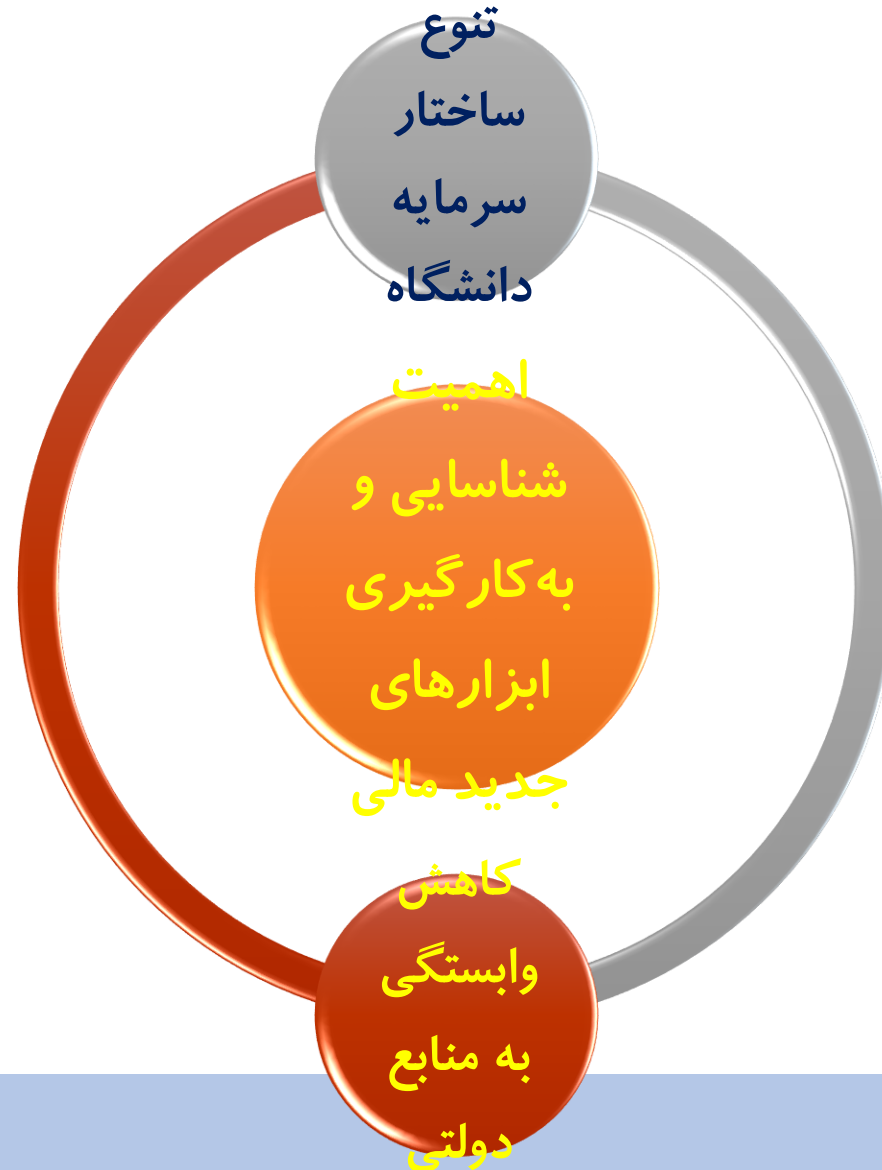 تنوع
ساختار
سرمایه
دانشگاه
اهمیت
شناسایی و
به‌کارگیری
ابزارهای
جدید مالی
کاهش
وابستگی
به منابع
دولتی